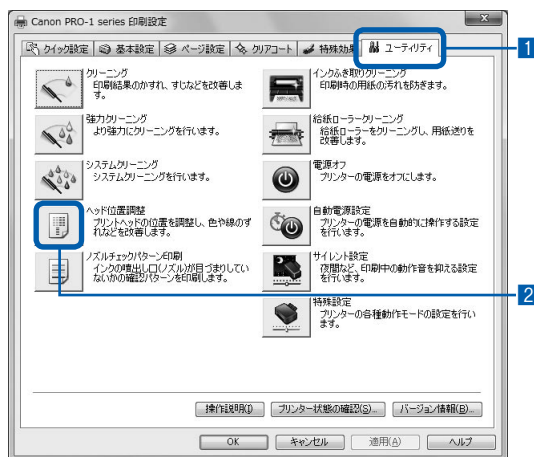 Canon PRO-1 series 印刷設定
クイック設定 基本設定 ページ設定 クリアコート 特殊効果 ユーティリティ
1
クリーニング
印刷結果のかすれ、すじなどを改善しま
す。
強力クリーニング
より強力にクリーニングを行います。
システムクリーニング
システムクリーニングを行います。
ヘッド位置調整
プリントヘッドの位置を調整し、色や線のず
れなどを改善します。
ノズルチェックパターン印刷
インクの噴出し口(ノズル)が目づまりしてい
ないかの確認パターンを印刷します。
インクふき取りクリーニング
印刷時の用紙の汚れを防ぎます。
給紙ローラークリーニング
給紙ローラーをクリーニングし、用紙送りを
改善します。
電源オフ
プリンターの電源をオフにします。
自動電源設定
プリンターの電源を自動的に操作する設定
を行います。
サイレント設定
夜間など、印刷中の動作音を抑える設定
を行います。
2
特殊設定
プリンターの各種動作モードの設定を行い
ます。
操作説明(I) プリンター状態の確認(S)... バージョン情報(B)...
OK キャンセル 適用(A) ヘルプ